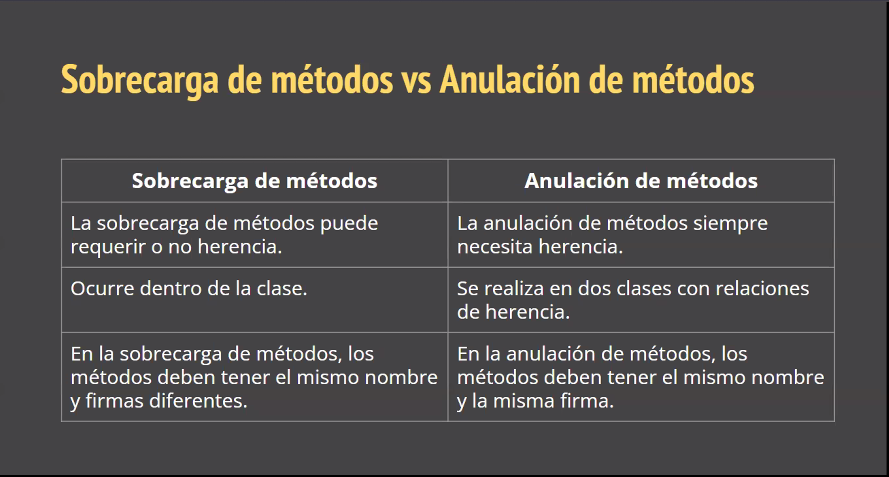 Sobrecarga de métodos vs Anulación de métodos
Sobrecarga de métodos
Anulación de métodos
La sobrecarga de métodos puede
requerir o no herencia.
La anulación de métodos siempre
necesita herencia.
Ocurre dentro de la clase.
Se realiza en dos clases con relaciones
de herencia.
En la sobrecarga de métodos, los
métodos deben tener el mismo nombre
y firmas diferentes.
En la anulación de métodos, los
métodos deben tener el mismo nombre
y la misma firma.